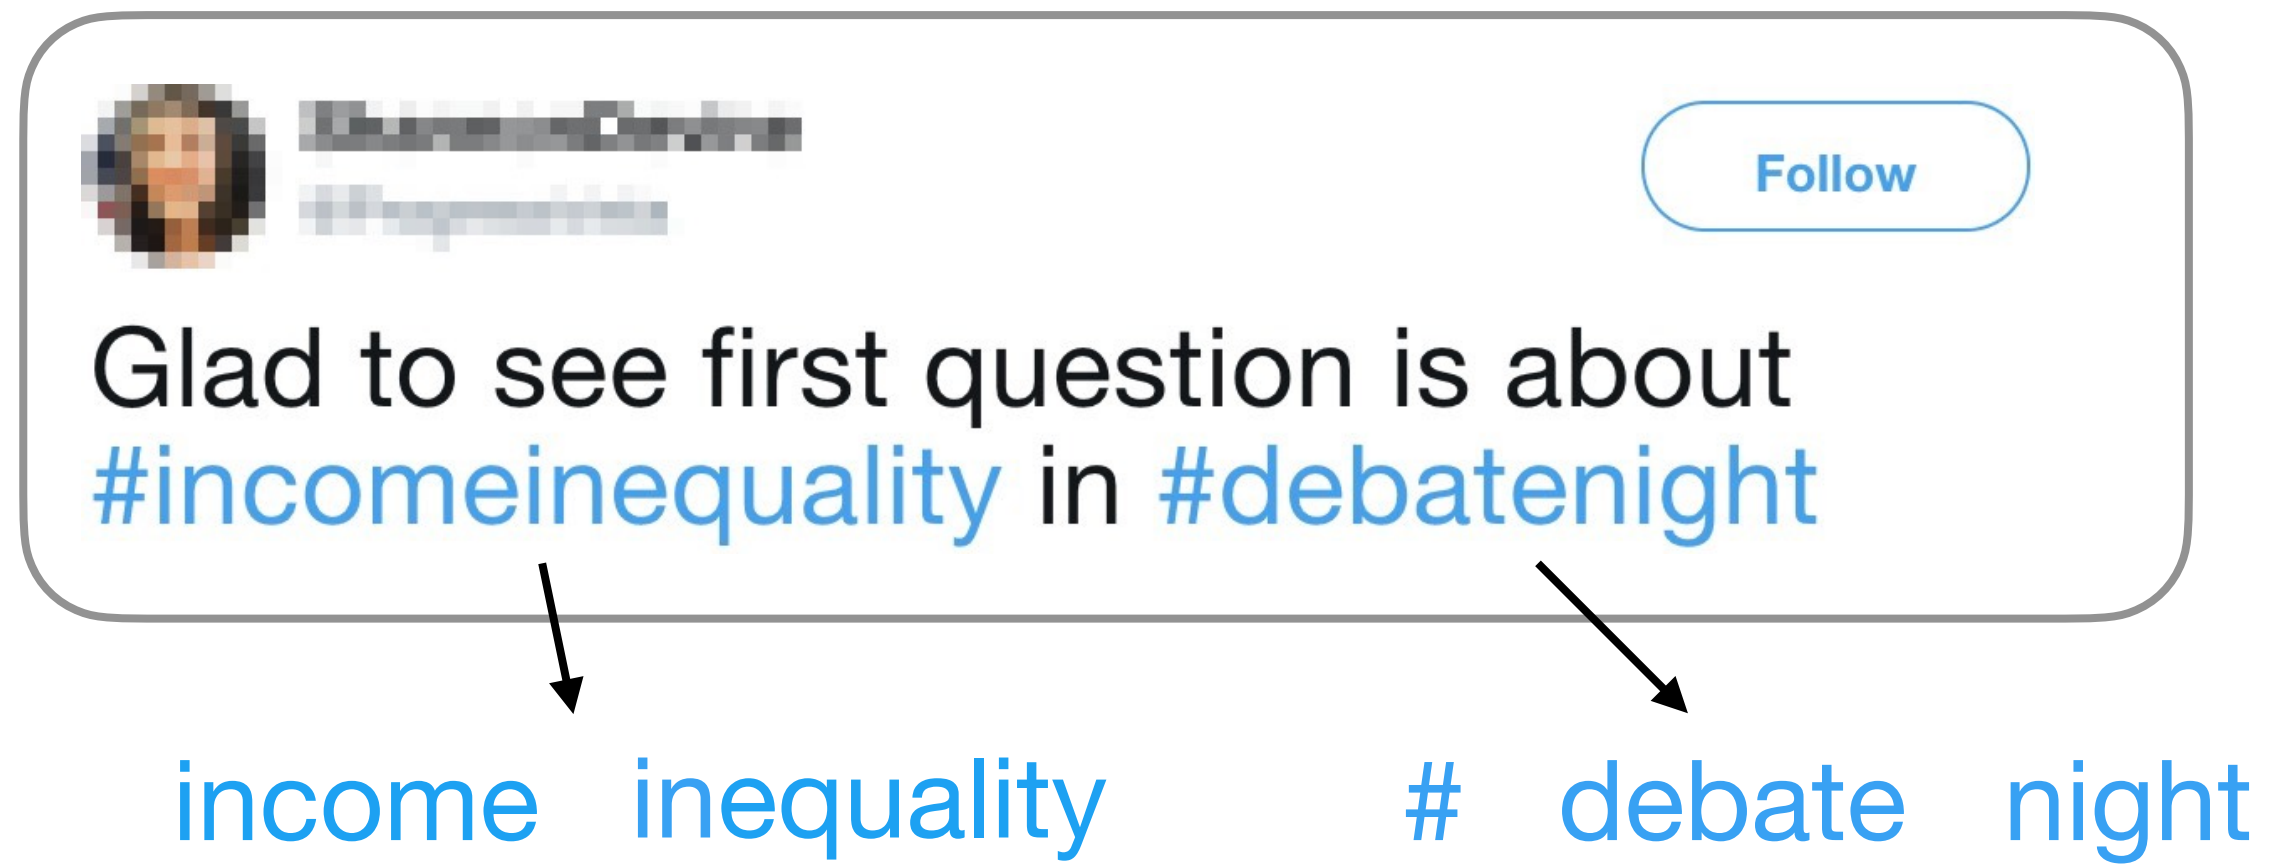 Follow
Glad to see first question is about
#incomeinequality in #debatenight
income inequality # debate night